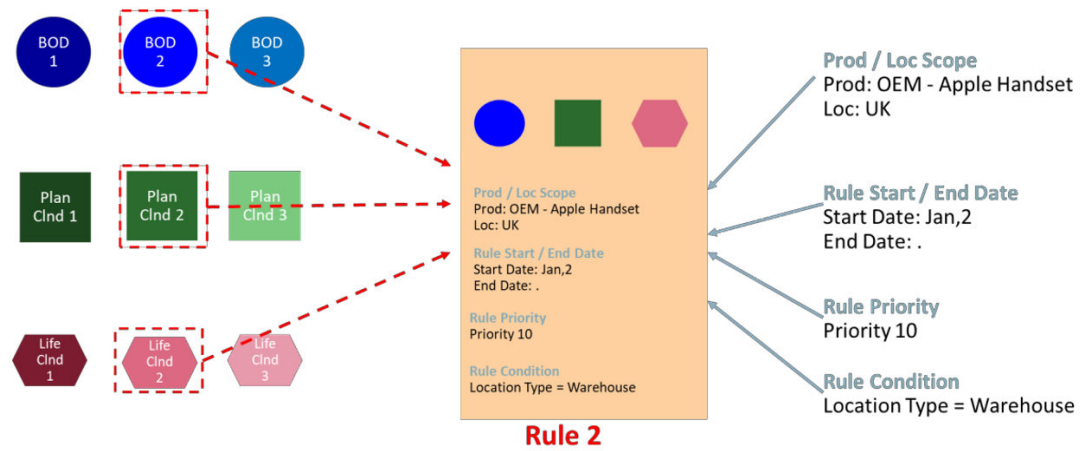 BOD
1
BOD
2
BOD
3
Plan
Clnd 1
Plan
Clnd 2
Plan
Clnd 3
Life
Clnd
1
Life
Clnd
2
Life
Clnd
3
Prod / Loc Scope
Prod: OEM - Apple Handset
Loc: UK
Rule Start / End Date
Start Date: Jan,2
End Date: .
Rule Priority
Priority 10
Rule Condition
Location Type = Warehouse
Rule 2
Prod / Loc Scope
Prod: OEM - Apple Handset
Loc: UK
Rule Start / End Date
Start Date: Jan,2
End Date: .
Rule Priority
Priority 10
Rule Condition
Location Type = Warehouse